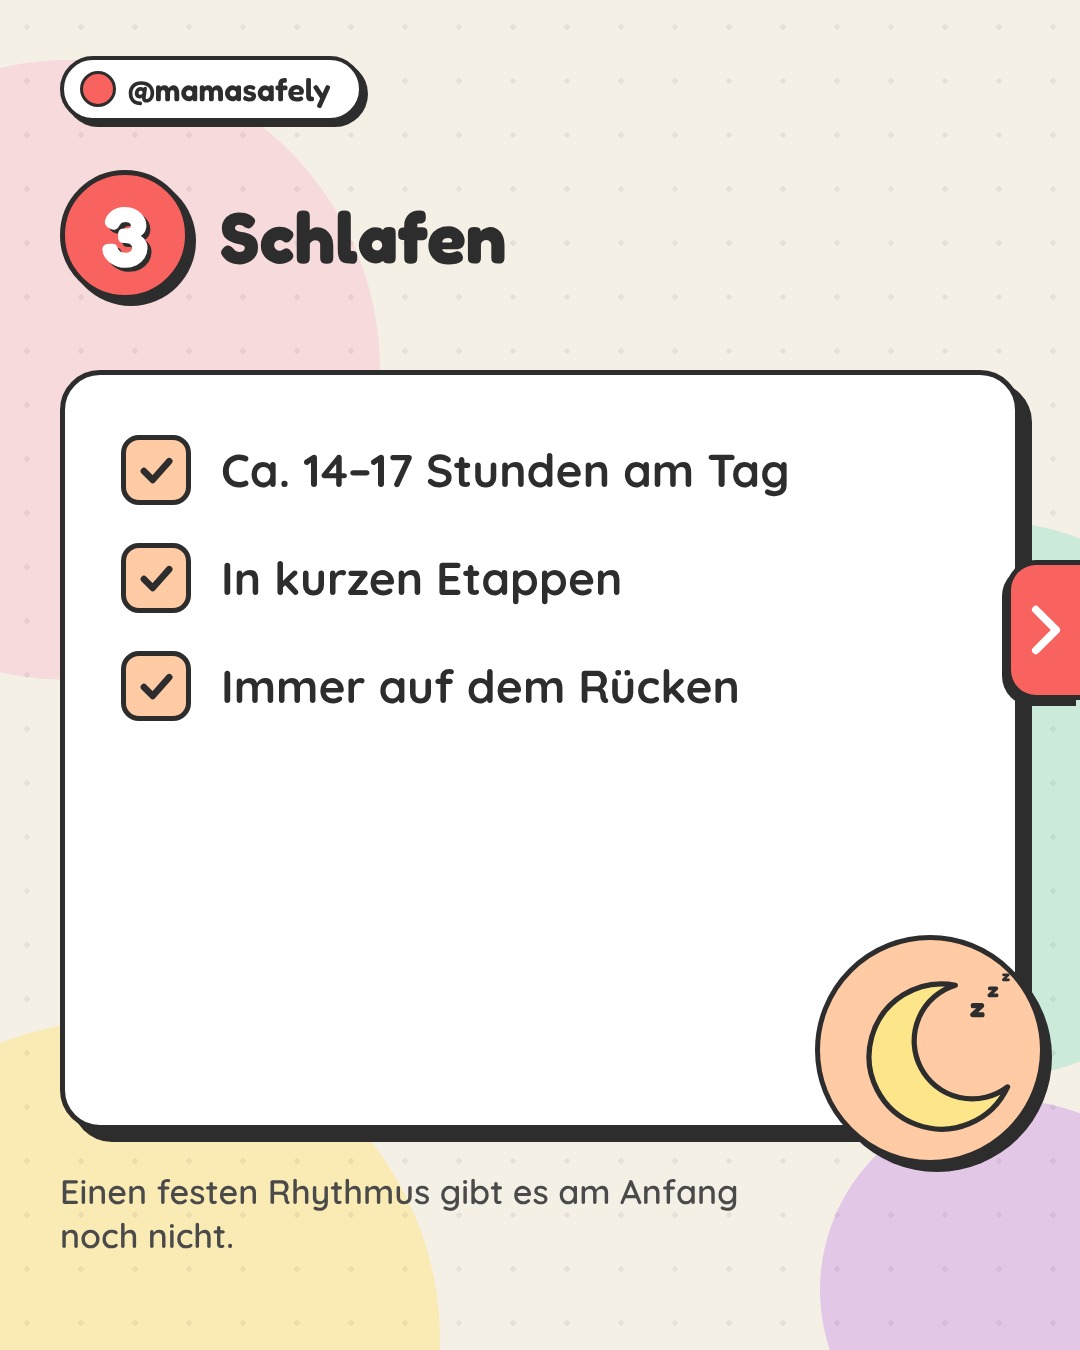 @mamasafely
3 Schlafen
Ca. 14–17 Stunden am Tag
In kurzen Etappen
Immer auf dem Rücken
z z z
Einen festen Rhythmus gibt es am Anfang
noch nicht.